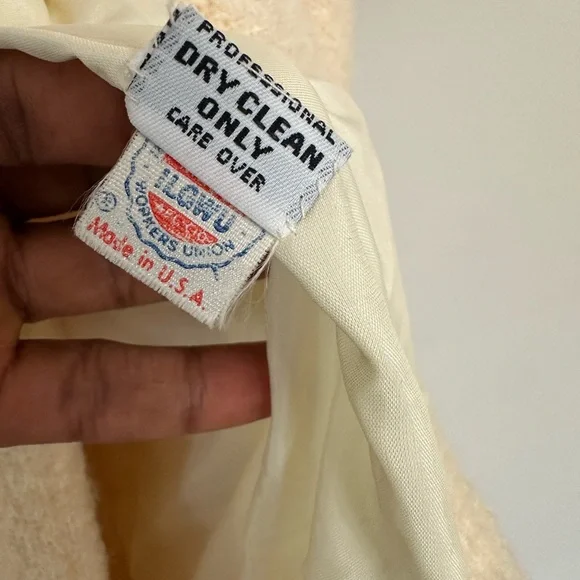 PROFESSIONAL
DRY CLEAN
ONLY
CARE OVER
ILGWU
WORKERS UNION
®
Made in U.S.A.